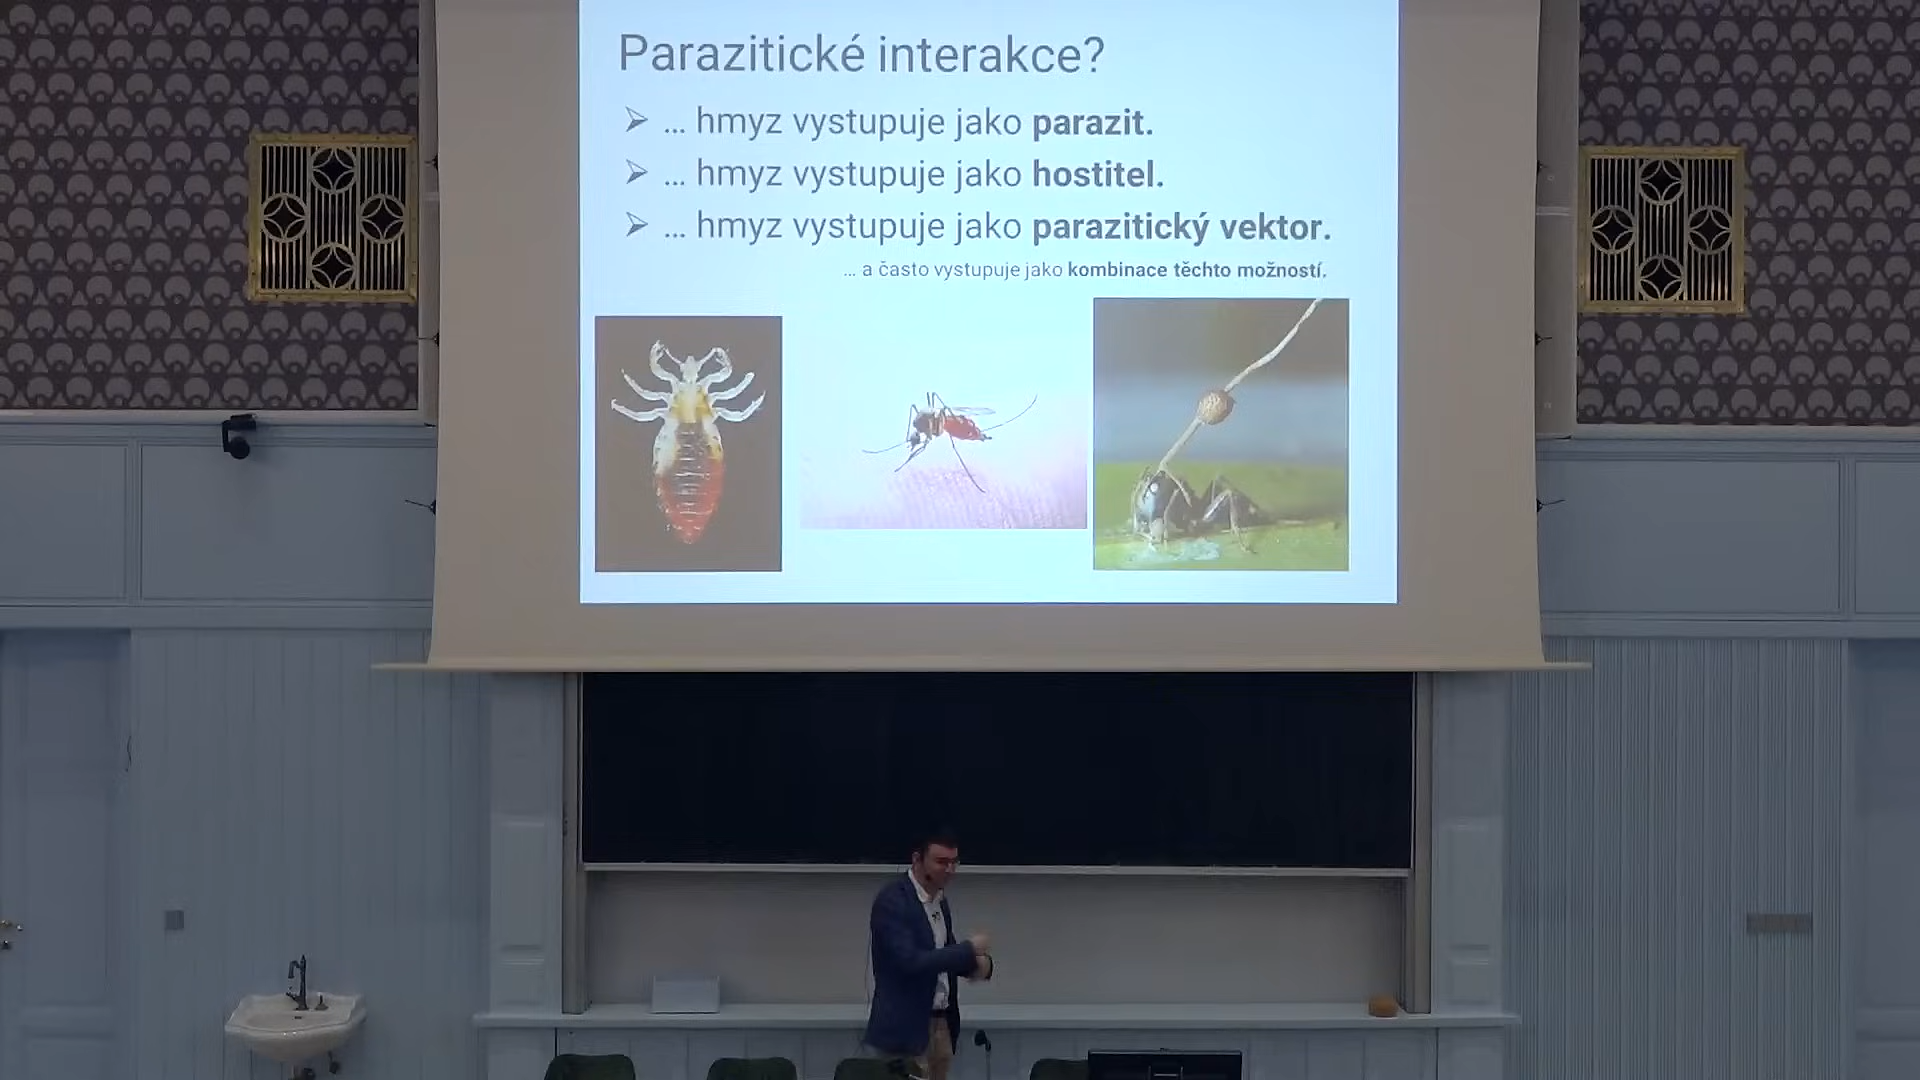 Parazitické interakce?
... hmyz vystupuje jako parazit.
... hmyz vystupuje jako hostitel.
... hmyz vystupuje jako parazitický vektor.
... a často vystupuje jako kombinace těchto možností.